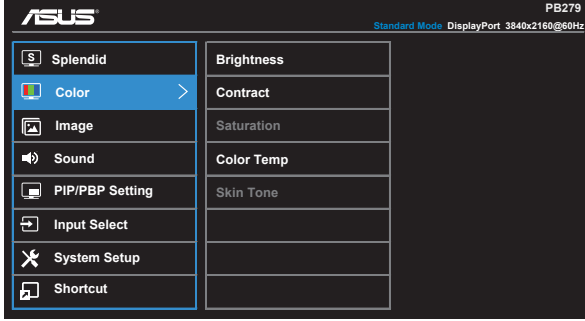 ASUS
PB279
Standard Mode DisplayPort 3840x2160@60Hz
S Splendid
Color
Image
Sound
PIP/PBP Setting
Input Select
System Setup
Shortcut
Brightness
Contract
Saturation
Color Temp
Skin Tone